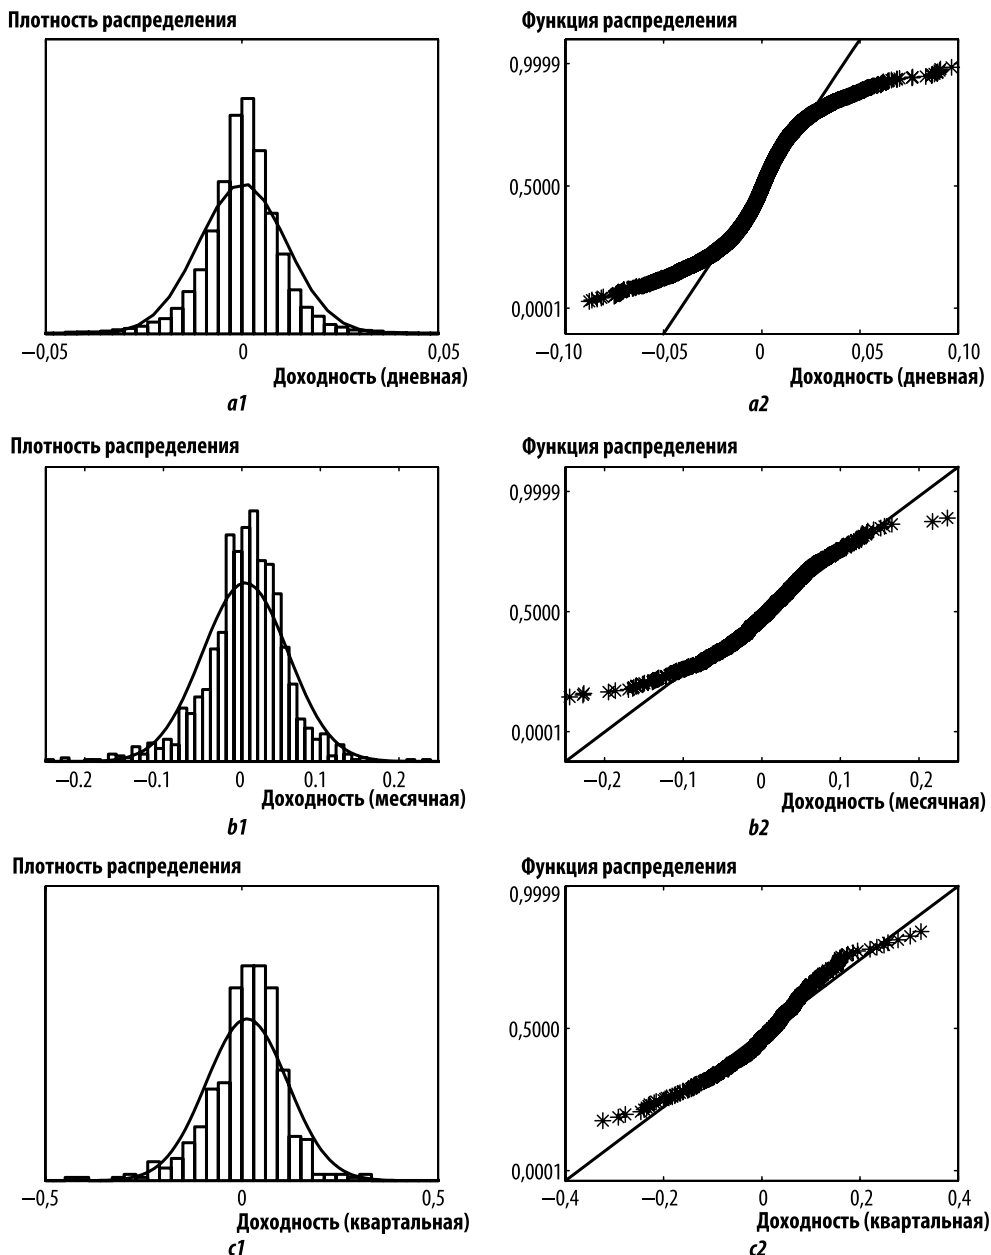 Плотность распределения
−0,05
0
0,05
Доходность (дневная)
a1
Функция распределения
0,9999
0,5000
0,0001
−0,10
−0,05
0
0,05
0,10
Доходность (дневная)
a2
Плотность распределения
−0.2
−0.1
0
0.1
0.2
Доходность (месячная)
b1
Функция распределения
0,9999
0,5000
0,0001
−0,2
−0,1
0
0,1
0,2
Доходность (месячная)
b2
Плотность распределения
−0,5
0
0,5
Доходность (квартальная)
c1
Функция распределения
0,9999
0,5000
0,0001
−0,4
−0,2
0
0,2
0,4
Доходность (квартальная)
c2